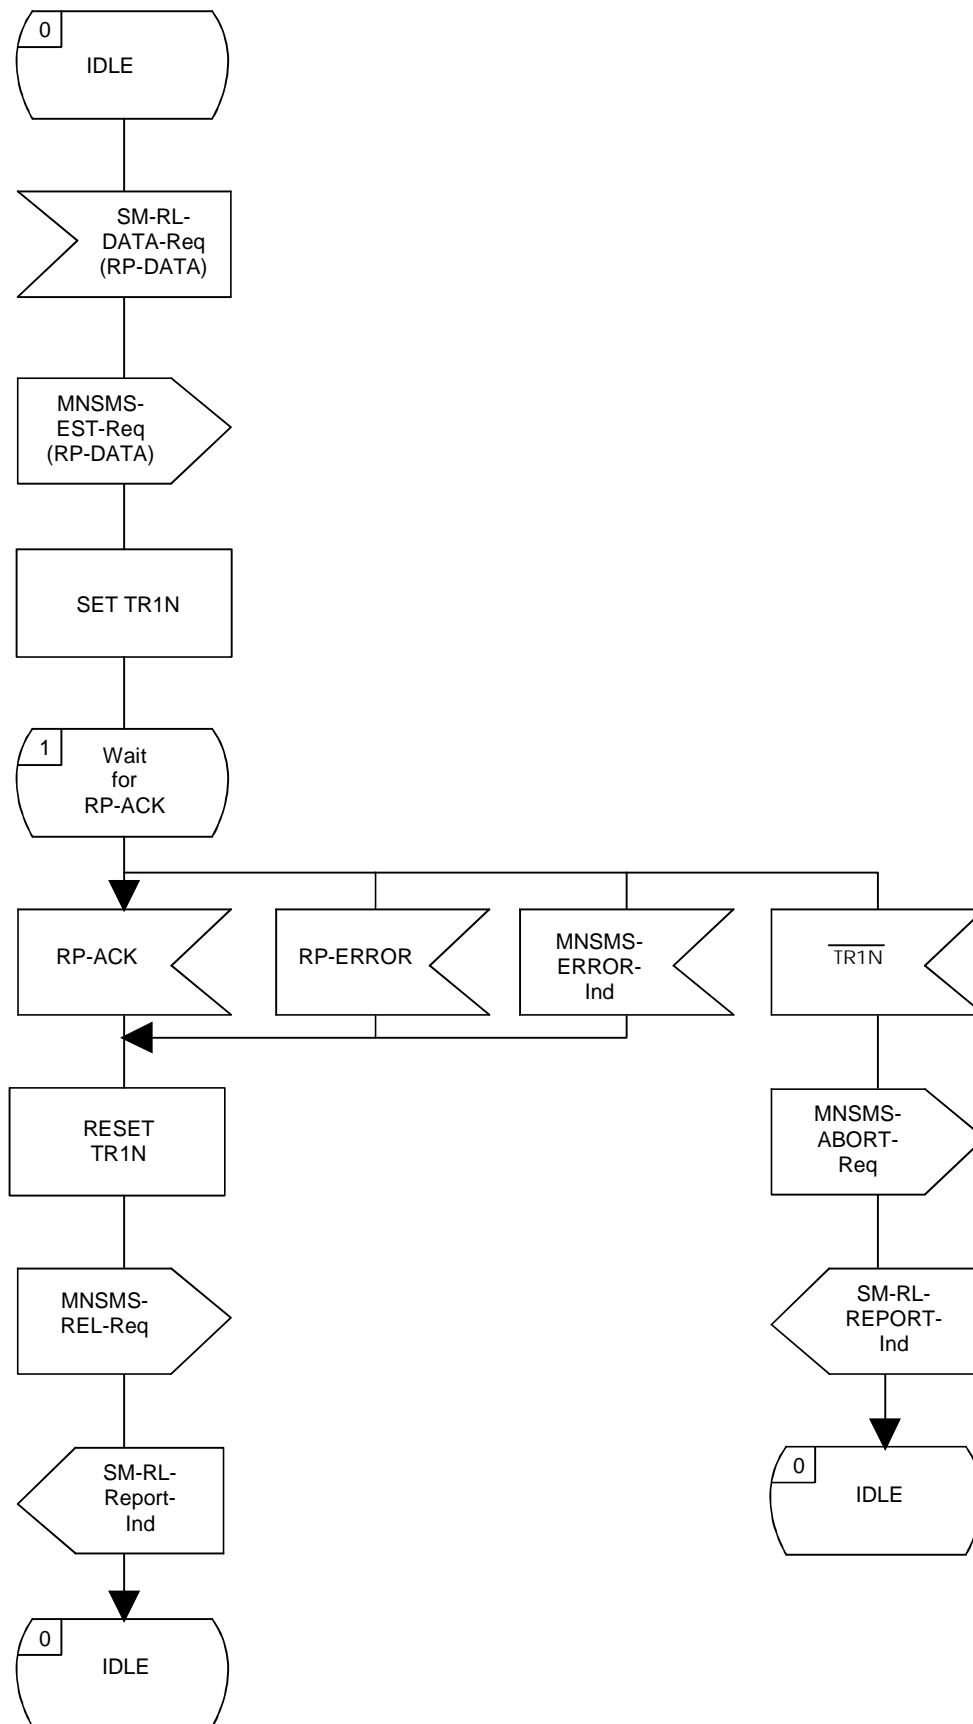 0
IDLE
SM-RL-
DATA-Req
(RP-DATA)
MNSMS-
EST-Req
(RP-DATA)
SET TR1N
1
Wait
for
RP-ACK
RP-ACK
RP-ERROR
MNSMS-
ERROR-
Ind
TR1N
RESET
TR1N
MNSMS-
ABORT-
Req
MNSMS-
REL-Req
SM-RL-
REPORT-
Ind
SM-RL-
Report-
Ind
0
IDLE
0
IDLE